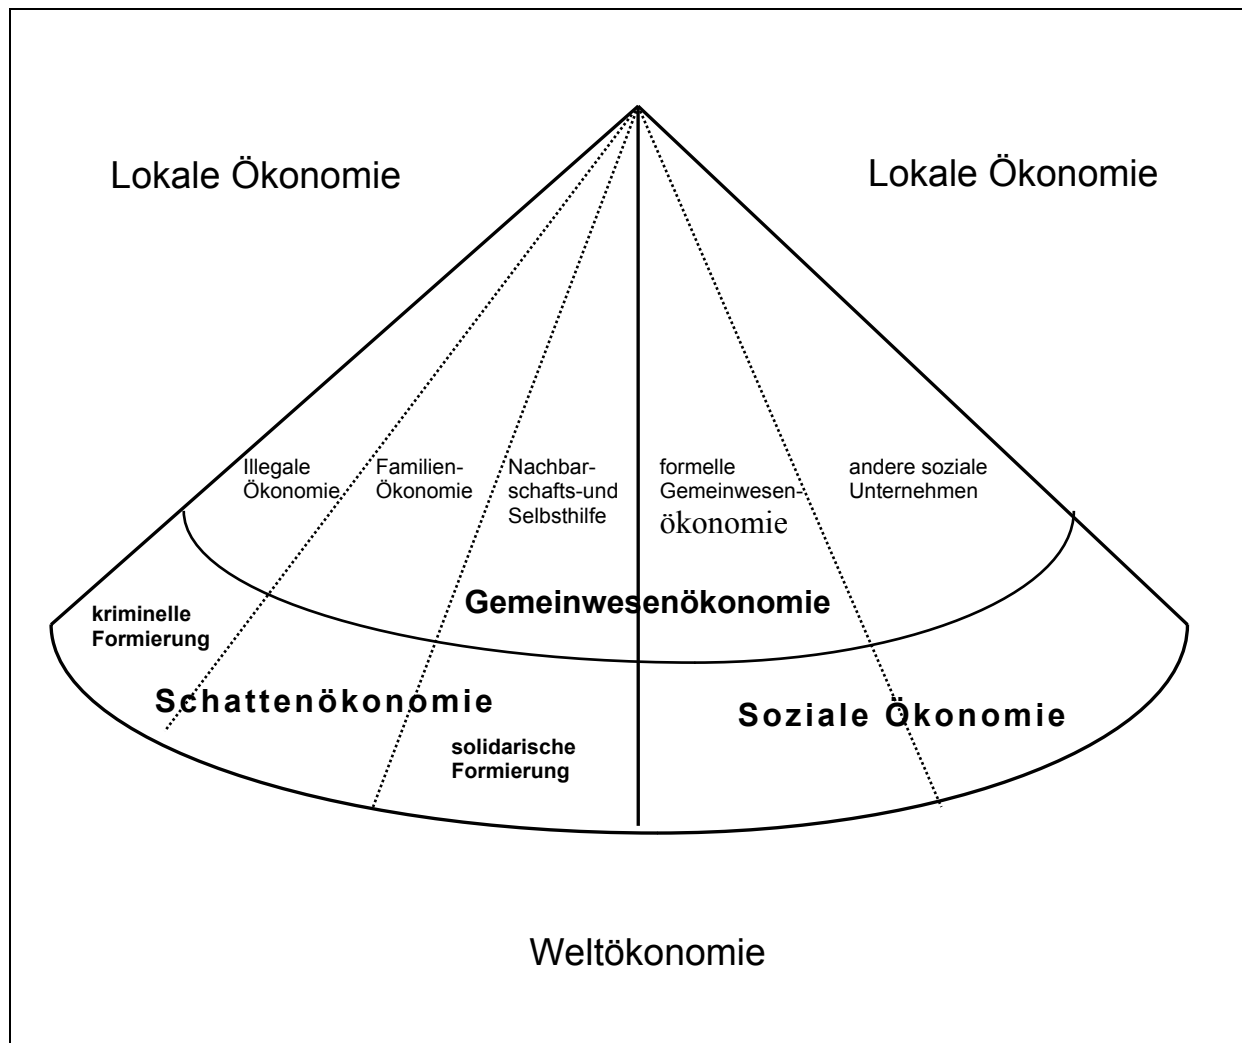 Lokale Ökonomie
Lokale Ökonomie
Illegale
Ökonomie
Familien-
Ökonomie
Nachbar-
schafts-und
Selbsthilfe
formelle
Gemeinwesen-
ökonomie
andere soziale
Unternehmen
Gemeinwesenökonomie
kriminelle
Formierung
Schattenökonomie
Soziale Ökonomie
solidarische
Formierung
Weltökonomie